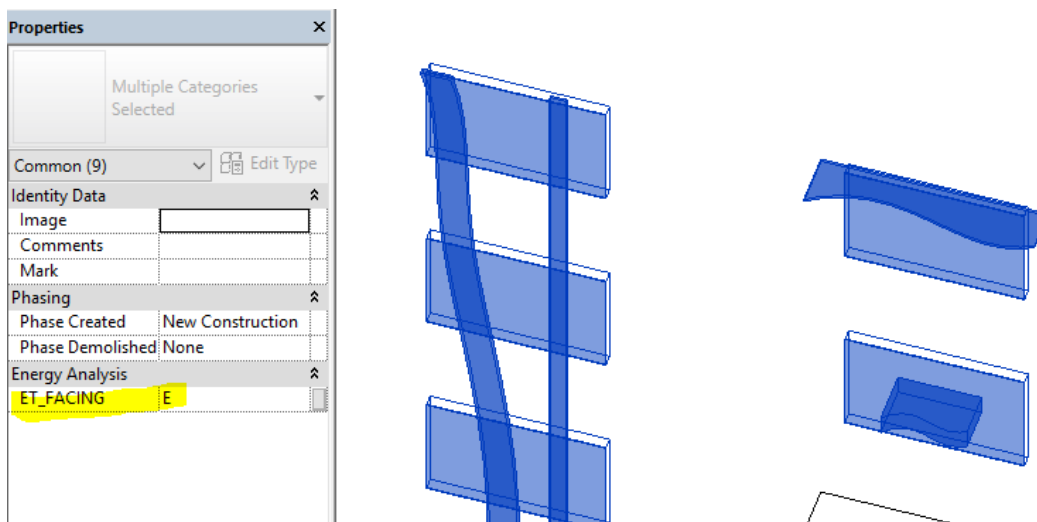 Properties
Multiple Categories
Selected
Common (9)
Edit Type
Identity Data
Image
Comments
Mark
Phasing
Phase Created New Construction
Phase Demolished None
Energy Analysis
ET_FACING E